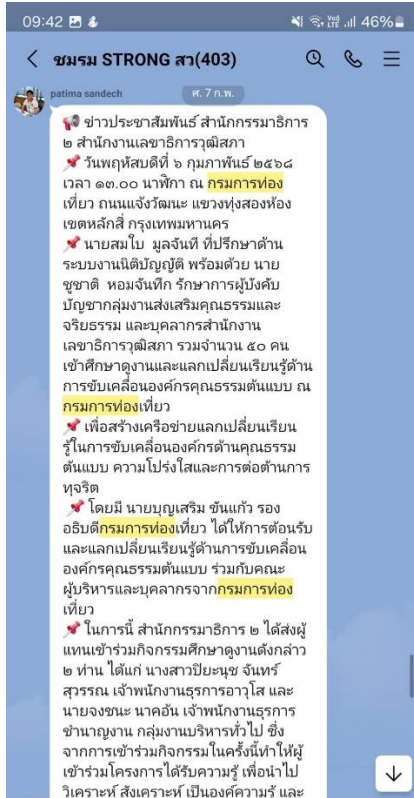 09:42
46%
ชมรม STRONG สว(403)
patima sandech
ศ. 7 ก.พ.
📢 ข่าวประชาสัมพันธ์ สำนักกรรมาธิการ
๒ สำนักงานเลขาธิการวุฒิสภา
📌 วันพฤหัสบดีที่ ๖ กุมภาพันธ์ ๒๕๖๘
เวลา ๑๓.๐๐ นาฬิกา ณ กรมการท่อง
เที่ยว ถนนแจ้งวัฒนะ แขวงทุ่งสองห้อง
เขตหลักสี่ กรุงเทพมหานคร
📌 นายสมใบ มูลจันที ที่ปรึกษาด้าน
ระบบงานนิติบัญญัติ พร้อมด้วย นาย
ชูชาติ หอมจันทึก รักษาการผู้บังคับ
บัญชากลุ่มงานส่งเสริมคุณธรรมและ
จริยธรรม และบุคลากรสำนักงาน
เลขาธิการวุฒิสภา รวมจำนวน ๕๐ คน
เข้าศึกษาดูงานและแลกเปลี่ยนเรียนรู้ด้าน
การขับเคลื่อนองค์กรคุณธรรมต้นแบบ ณ
กรมการท่องเที่ยว
📌 เพื่อสร้างเครือข่ายแลกเปลี่ยนเรียน
รู้ในการขับเคลื่อนองค์กรด้านคุณธรรม
ต้นแบบ ความโปร่งใสและการต่อต้านการ
ทุจริต
📌 โดยมี นายบุญเสริม ขันแก้ว รอง
อธิบดีกรมการท่องเที่ยว ได้ให้การต้อนรับ
และแลกเปลี่ยนเรียนรู้ด้านการขับเคลื่อน
องค์กรคุณธรรมต้นแบบ ร่วมกับคณะ
ผู้บริหารและบุคลากรจากกรมการท่อง
เที่ยว
📌 ในการนี้ สำนักกรรมาธิการ ๒ ได้ส่งผู้
แทนเข้าร่วมกิจกรรมศึกษาดูงานดังกล่าว
๒ ท่าน ได้แก่ นางสาวปิยะนุช จันทร์
สุวรรณ เจ้าพนักงานธุรการอาวุโส และ
นายจงชนะ นาคอ้น เจ้าพนักงานธุรการ
ชำนาญงาน กลุ่มงานบริหารทั่วไป ซึ่ง
จากการเข้าร่วมกิจกรรมในครั้งนี้ทำให้ผู้
เข้าร่วมโครงการได้รับความรู้ เพื่อนำไป
วิเคราะห์ สังเคราะห์ เป็นองค์ความรู้ และ